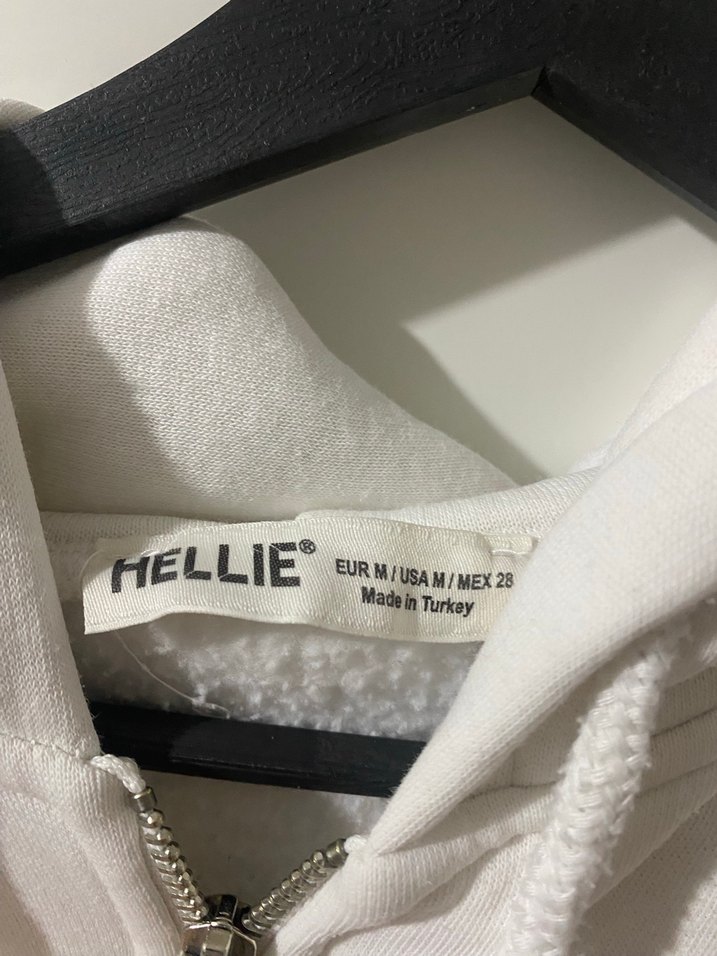 HELLIE®
EUR M / USA M / MEX 28
Made in Turkey